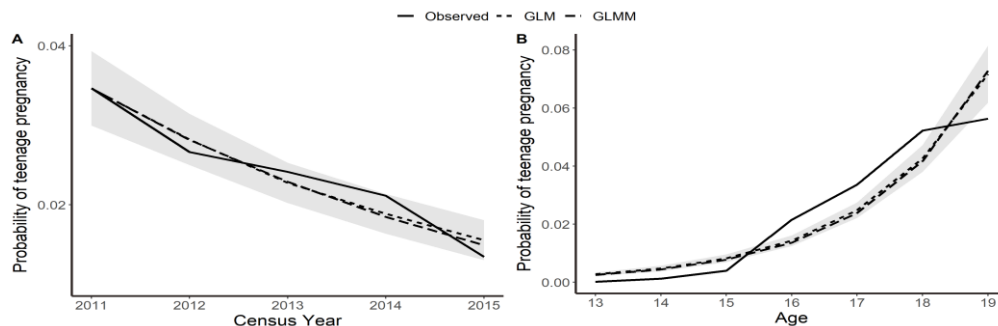 Observed GLM GLMM
A
Probability of teenage pregnancy
0.04
0.02
2011 2012 2013 2014 2015
Census Year
B
Probability of teenage pregnancy
0.08
0.06
0.04
0.02
0.00
13 14 15 16 17 18 19
Age